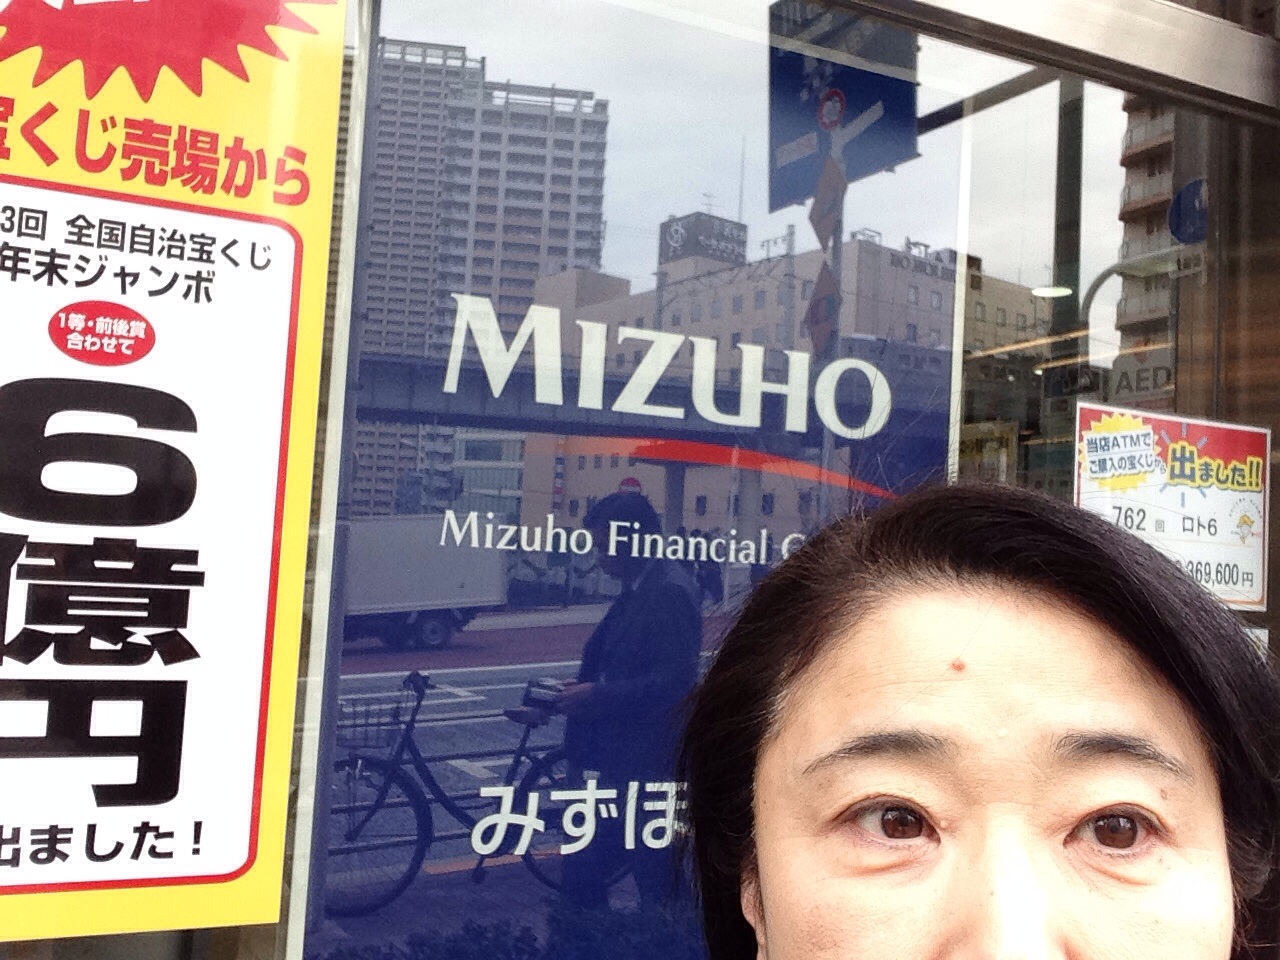 宝くじ売場から
3回 全国自治宝くじ
年末ジャンボ
1等・前後賞
合わせて
6
億
円
出ました！
MIZUHO
Mizuho Financial
みずほ
AED
当店ATMで
ご購入の宝くじから
出ました!!
762 回 ロト6
369,600円